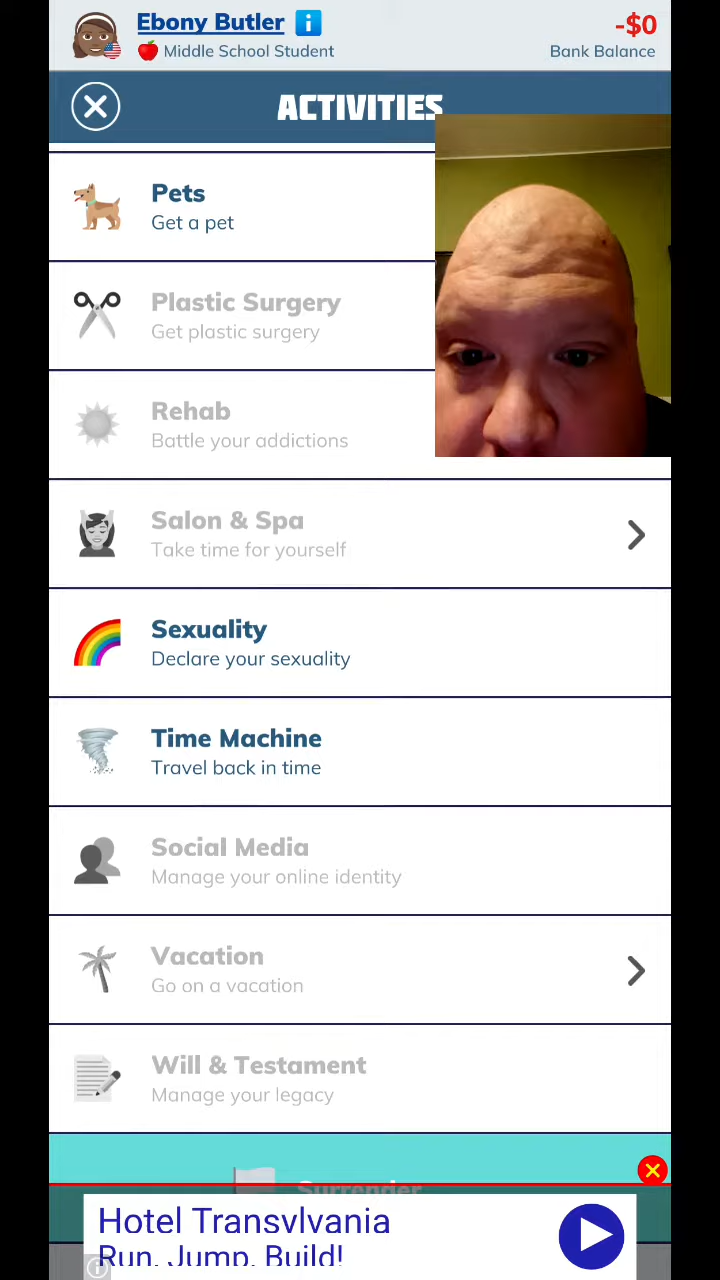 Ebony Butler i
-$0
Middle School Student
Bank Balance
ACTIVITIES
Pets
Get a pet
Plastic Surgery
Get plastic surgery
Rehab
Battle your addictions
Salon & Spa
Take time for yourself
Sexuality
Declare your sexuality
Time Machine
Travel back in time
Social Media
Manage your online identity
Vacation
Go on a vacation
Will & Testament
Manage your legacy
Surrender
Hotel Transylvania
Run, Jump, Build!